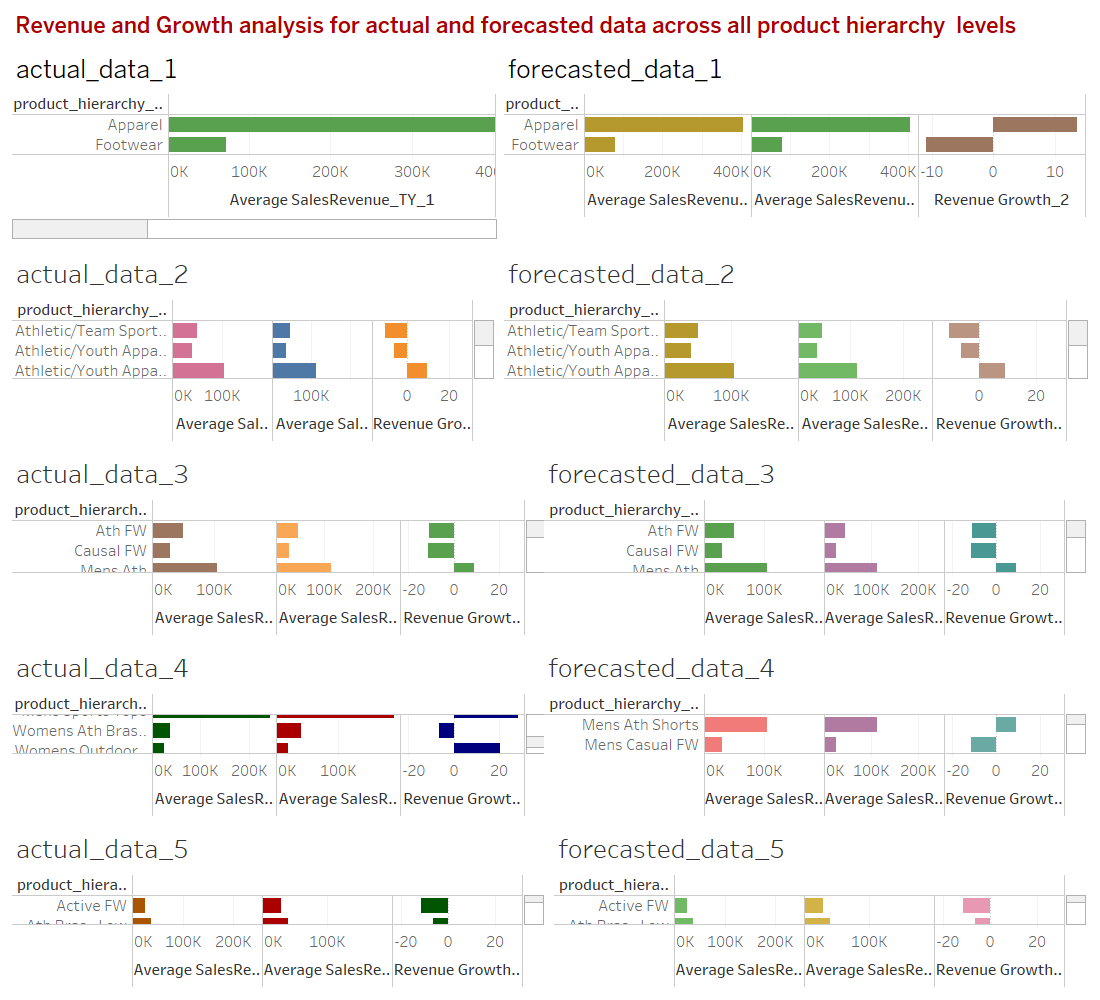 Revenue and Growth analysis for actual and forecasted data across all product hierarchy levels
actual_data_1
product_hierarchy_..
Apparel
Footwear
0K 100K 200K 300K 40
Average SalesRevenue_TY_1
forecasted_data_1
product_..
Apparel
Footwear
0K 200K 400K 0K 200K 400K -10 0 10
Average SalesRevenu.. Average SalesRevenu.. Revenue Growth_2
actual_data_2
product_hierarchy_..
Athletic/Team Sport..
Athletic/Youth Appa..
Athletic/Youth Appa..
0K 100K 100K 0 20
Average Sal.. Average Sal.. Revenue Gro..
forecasted_data_2
product_hierarchy_..
Athletic/Team Sport..
Athletic/Youth Appa..
Athletic/Youth Appa..
0K 100K 0K 100K 200K 0 20
Average SalesRe.. Average SalesRe.. Revenue Growth..
actual_data_3
product_hierarch..
Ath FW
Causal FW
Mens Ath
0K 100K 0K 100K 200K -20 0 20
Average SalesR.. Average SalesR.. Revenue Growt..
forecasted_data_3
product_hierarchy_..
Ath FW
Causal FW
Mens Ath
0K 100K 0K 100K 200K -20 0 20
Average SalesR.. Average SalesR.. Revenue Growt..
actual_data_4
product_hierarch..
Mens Sports Tops
Womens Ath Bras..
Womens Outdoor
0K 100K 200K 0K 100K -20 0 20
Average SalesR.. Average SalesR.. Revenue Growt..
forecasted_data_4
product_hierarchy_..
Mens Ath Shorts
Mens Casual FW
0K 100K 0K 100K 200K -20 0 20
Average SalesR.. Average SalesR.. Revenue Growt..
actual_data_5
product_hiera..
Active FW
Ath Bras - Low
0K 100K 200K 0K 100K -20 0 20
Average SalesRe.. Average SalesRe.. Revenue Growth..
forecasted_data_5
product_hiera..
Active FW
Ath Bras - Low
0K 100K 200K 0K 100K -20 0 20
Average SalesRe.. Average SalesRe.. Revenue Growth..